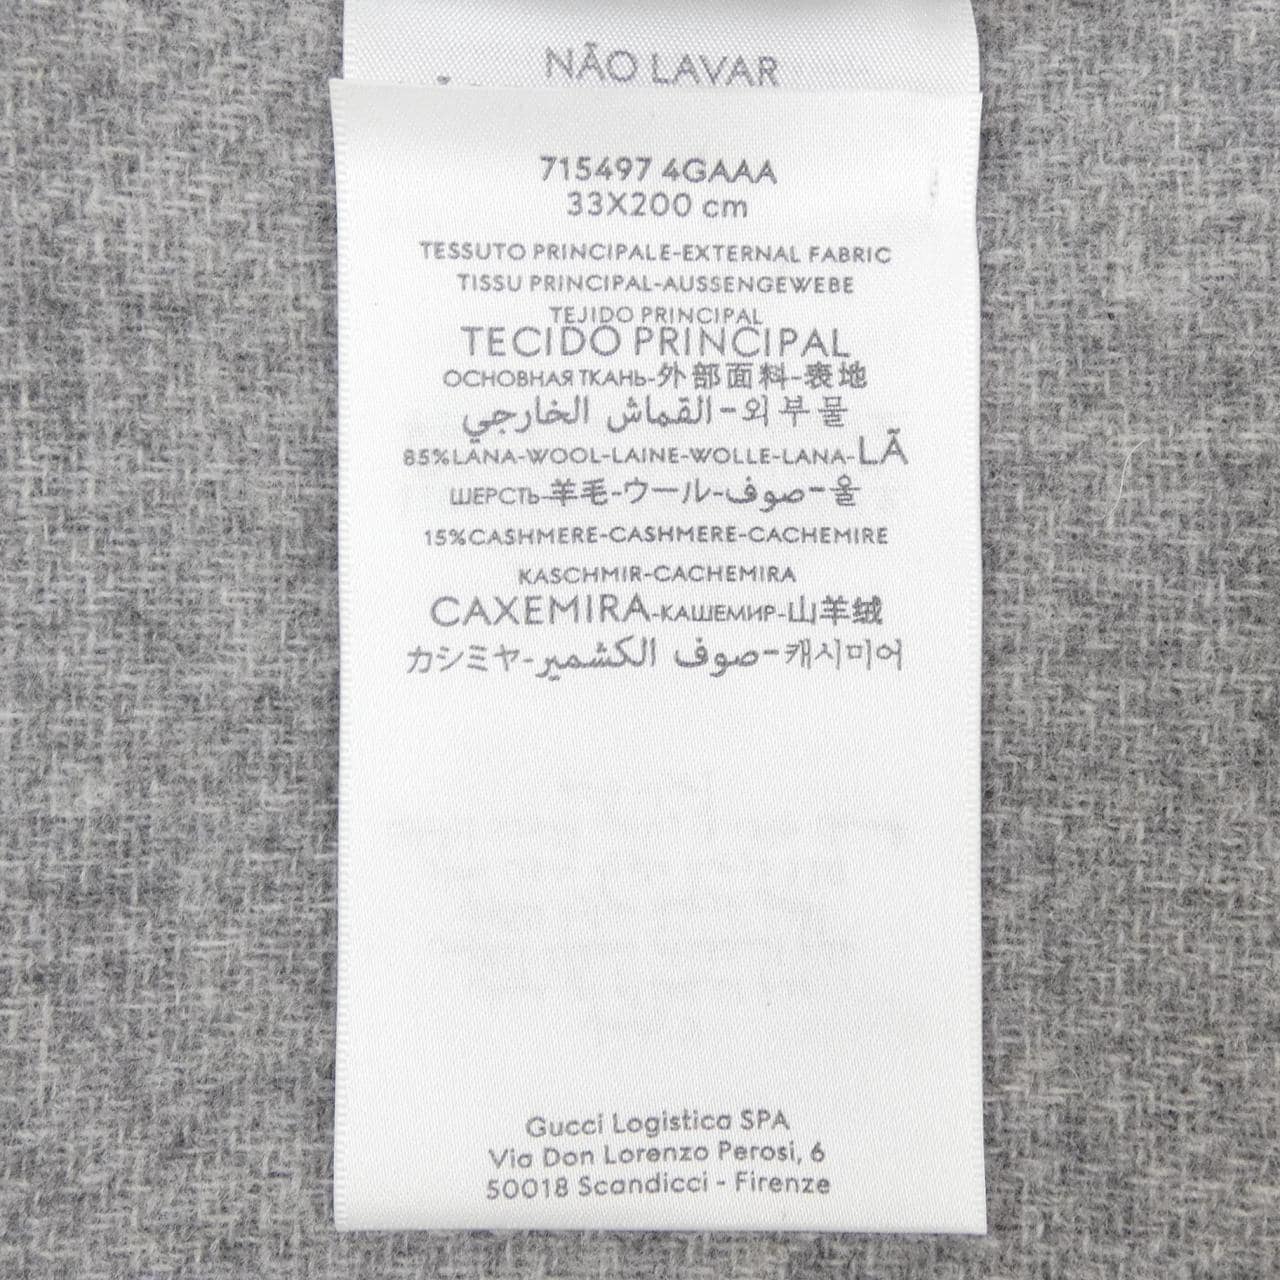 NÃO LAVAR
715497 4GAAA
33X200 cm
TESSUTO PRINCIPALE-EXTERNAL FABRIC
TISSU PRINCIPAL-AUSSENGEWEBE
TEJIDO PRINCIPAL
TECIDO PRINCIPAL
ОСНОВНАЯ ТКАНЬ-外部面料-表地
القماش الخارجي-외부물
85%LANA-WOOL-LAINE-WOLLE-LANA-LÃ
ШЕРСТЬ-羊毛-ウール-صوف-울
15%CASHMERE-CASHMERE-CACHEMIRE
KASCHMIR-CACHEMIRA
CAXEMIRA-КАШЕМИР-山羊绒
カシミヤ-صوف الكشمير-캐시미어
Gucci Logistica SPA
Via Don Lorenzo Perosi, 6
50018 Scandicci - Firenze